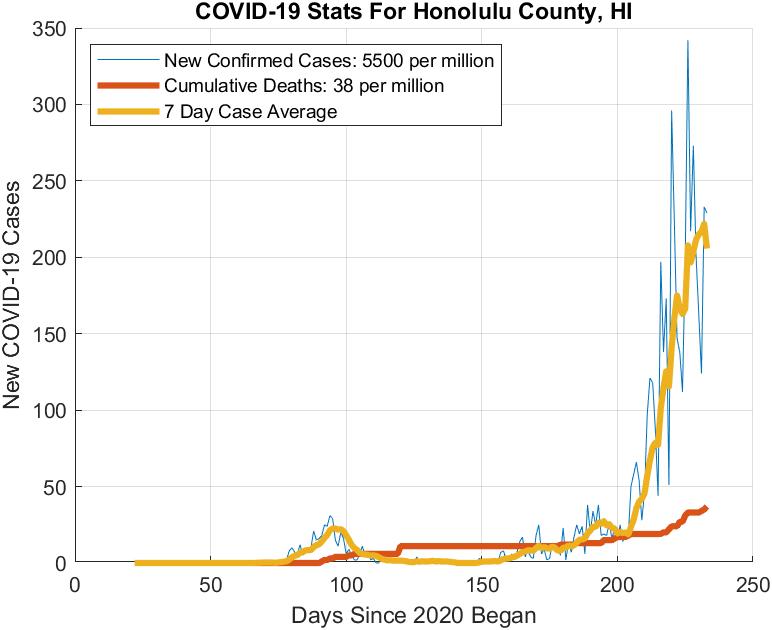 COVID-19 Stats For Honolulu County, HI
New Confirmed Cases: 5500 per million
Cumulative Deaths: 38 per million
7 Day Case Average
New COVID-19 Cases
350
300
250
200
150
100
50
0
0 50 100 150 200 250
Days Since 2020 Began